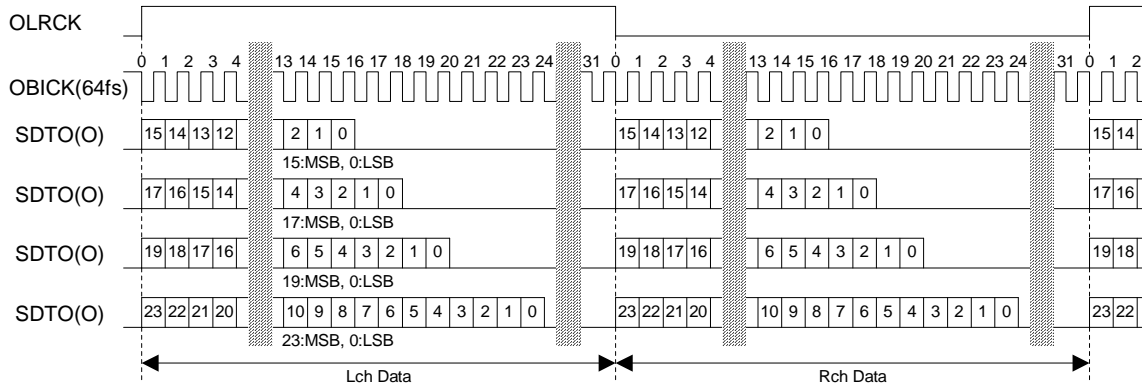 OLRCK
0 1 2 3 4 13 14 15 16 17 18 19 20 21 22 23 24 31 0 1 2 3 4 13 14 15 16 17 18 19 20 21 22 23 24 31 0 1 2
OBICK(64fs)
SDTO(O) 15 14 13 12 2 1 0 15 14 13 12 2 1 0 15 14
15:MSB, 0:LSB
SDTO(O) 17 16 15 14 4 3 2 1 0 17 16 15 14 4 3 2 1 0 17 16
17:MSB, 0:LSB
SDTO(O) 19 18 17 16 6 5 4 3 2 1 0 19 18 17 16 6 5 4 3 2 1 0 19 18
19:MSB, 0:LSB
SDTO(O) 23 22 21 20 10 9 8 7 6 5 4 3 2 1 0 23 22 21 20 10 9 8 7 6 5 4 3 2 1 0 23 22
23:MSB, 0:LSB
Lch Data Rch Data